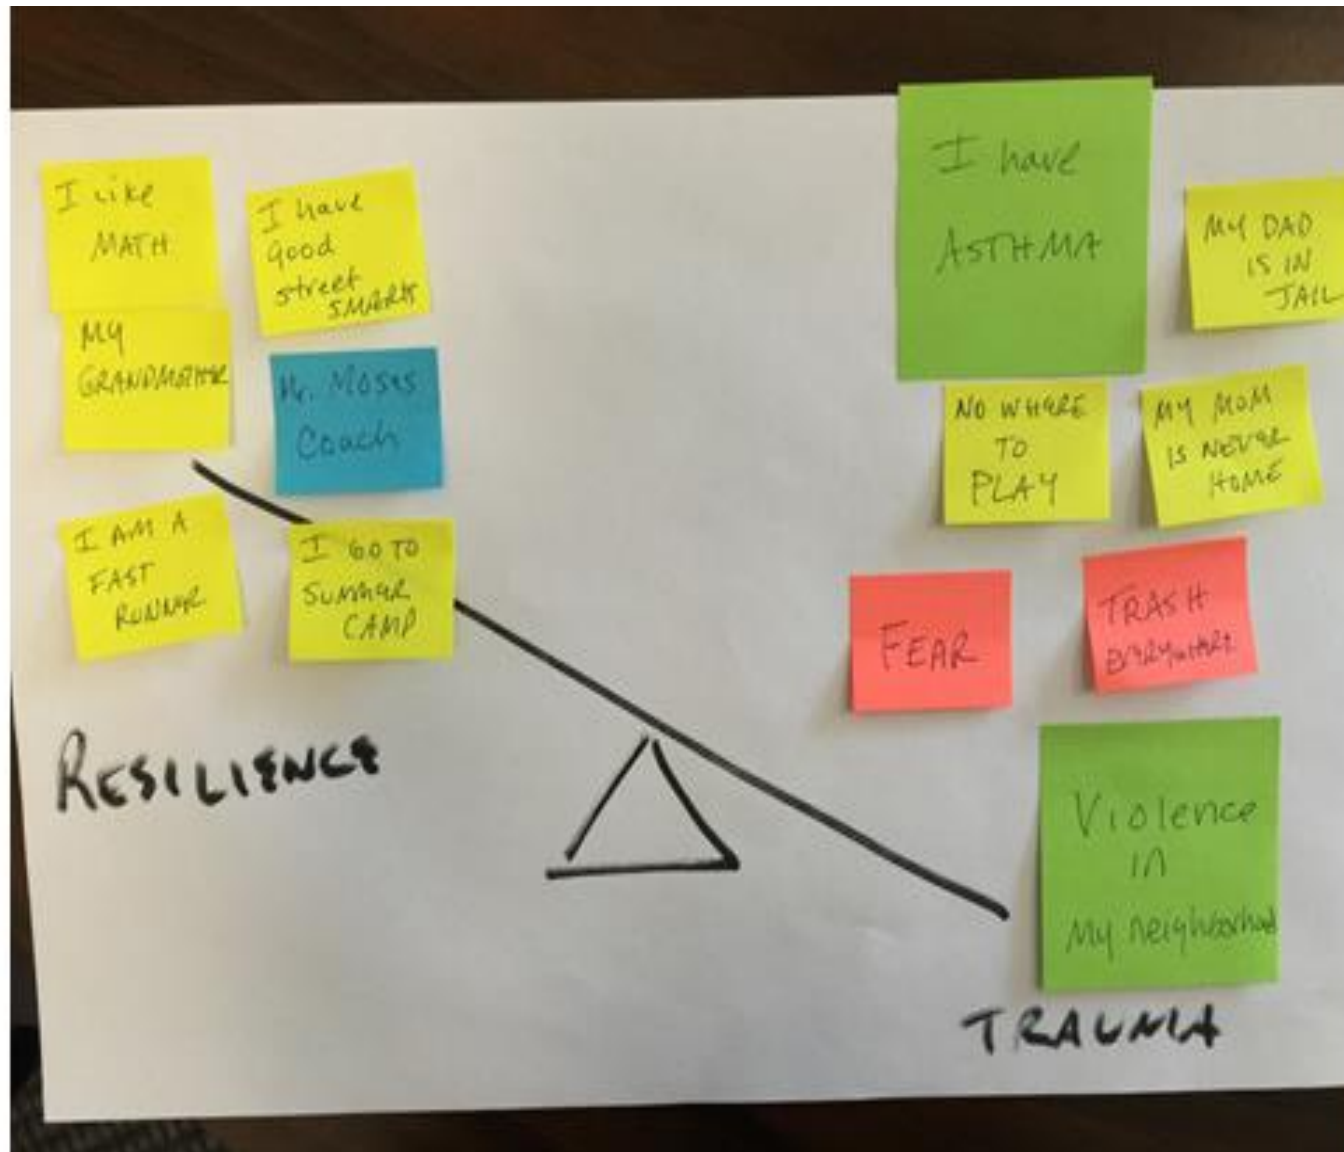 I like
MATH
I have
good
street
SMARTS
MY
GRANDMOTHER
Mr. Moses
Coach
I AM A
FAST
RUNNER
I GO TO
SUMMER
CAMP
RESILIENCE
I have
ASTHMA
MY DAD
IS IN
JAIL
NO WHERE
TO
PLAY
MY MOM
IS NEVER
HOME
FEAR
TRASH
EVERYWHERE
Violence
in
My neighborhood
TRAUMA